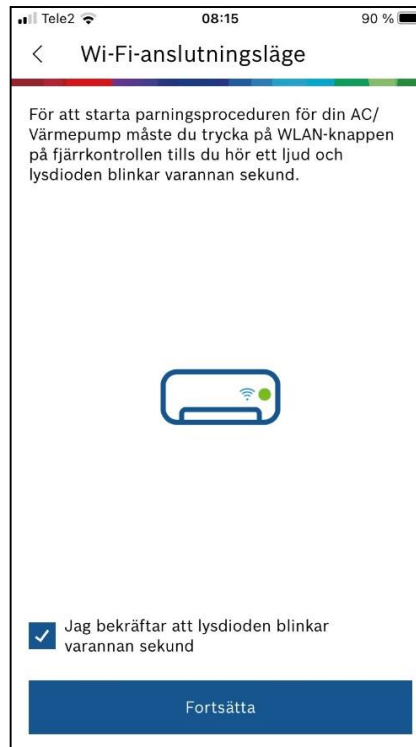 Tele2 08:15 90 %
< Wi-Fi-anslutningsläge
För att starta parningsproceduren för din AC/
Värmepump måste du trycka på WLAN-knappen
på fjärrkontrollen tills du hör ett ljud och
lysdioden blinkar varannan sekund.
Jag bekräftar att lysdioden blinkar
varannan sekund
Fortsätta